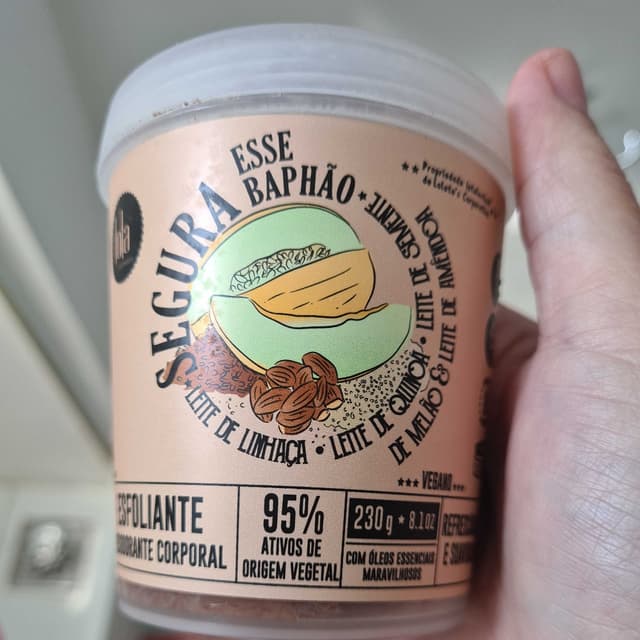 SEGURA
ESSE
BAPHÃO
** Propriedade
LEITE DE LINHAÇA • LEITE DE QUINOA • LEITE DE SEMENTE
DE MELÃO & LEITE DE AMÊNDOA
*** VEGANO ***
ESFOLIANTE
CORPORAL
95%
ATIVOS DE
ORIGEM VEGETAL
230g * 8.1oz
COM ÓLEOS ESSENCIAIS
MARAVILHOSOS